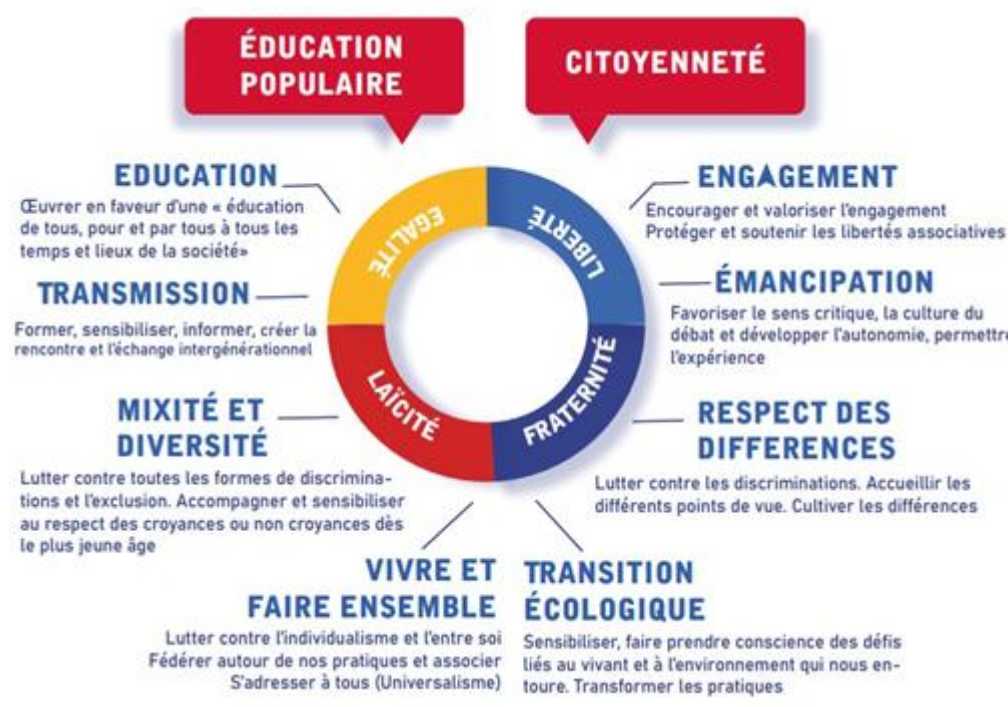 ÉDUCATION
POPULAIRE
CITOYENNETÉ
EDUCATION
Œuvrer en faveur d'une « éducation
de tous, pour et par tous à tous les
temps et lieux de la société»
TRANSMISSION
Former, sensibiliser, informer, créer la
rencontre et l'échange intergénérationnel
MIXITÉ ET
DIVERSITÉ
Lutter contre toutes les formes de discrimina-
tions et l'exclusion. Accompagner et sensibiliser
au respect des croyances ou non croyances dès
le plus jeune âge
VIVRE ET
FAIRE ENSEMBLE
Lutter contre l'individualisme et l'entre soi
Fédérer autour de nos pratiques et associer
S'adresser à tous (Universalisme)
ÉGALITÉ
LIBERTÉ
LAÏCITÉ
FRATERNITÉ
ENGAGEMENT
Encourager et valoriser l'engagement
Protéger et soutenir les libertés associatives
ÉMANCIPATION
Favoriser le sens critique, la culture du
débat et développer l'autonomie, permettre
l'expérience
RESPECT DES
DIFFERENCES
Lutter contre les discriminations. Accueillir les
différents points de vue. Cultiver les différences
TRANSITION
ÉCOLOGIQUE
Sensibiliser, faire prendre conscience des défis
liés au vivant et à l'environnement qui nous en-
toure. Transformer les pratiques